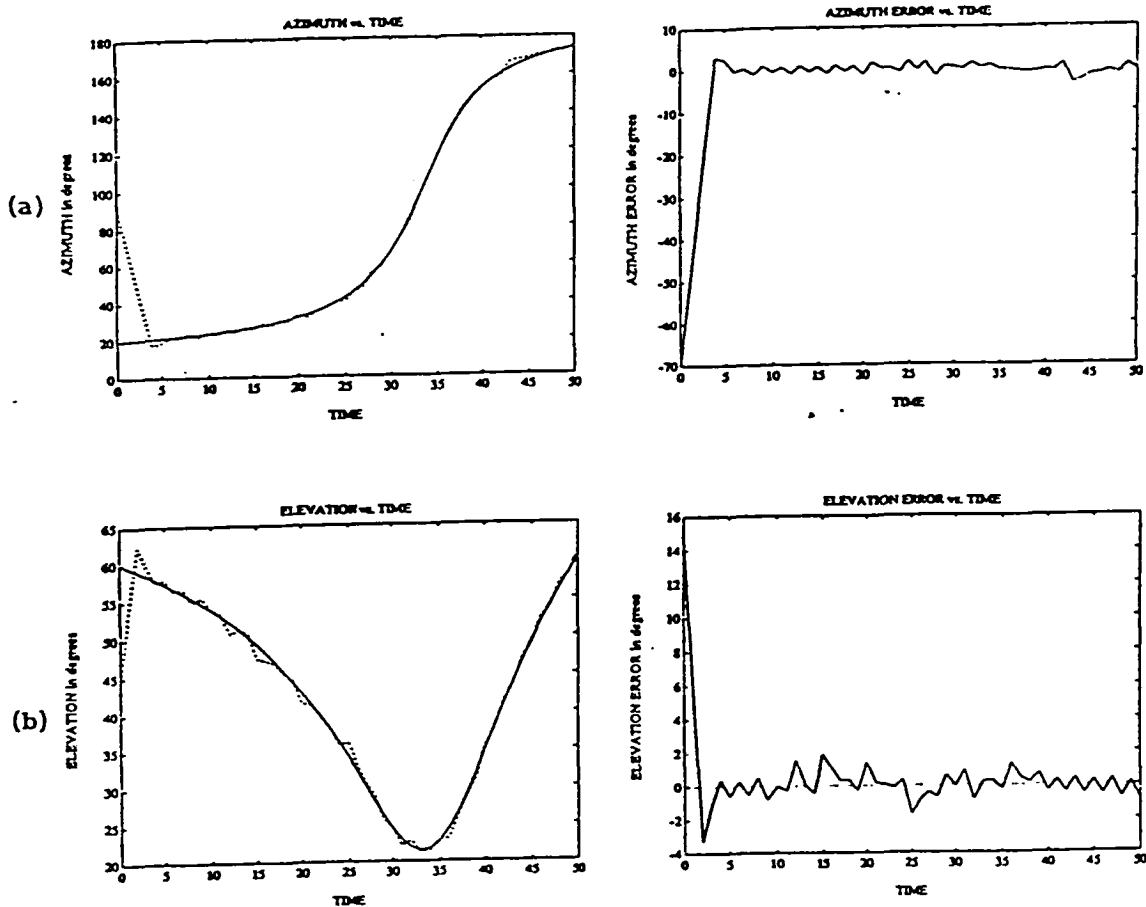 (a)
AZIMUTH vs. TIME
AZIMUTH in degrees
180
160
140
120
100
80
60
40
20
0
0 5 10 15 20 25 30 35 40 45 50
TIME
AZIMUTH ERROR vs. TIME
AZIMUTH ERROR in degrees
10
0
-10
-20
-30
-40
-50
-60
-70
0 5 10 15 20 25 30 35 40 45 50
TIME
(b)
ELEVATION vs. TIME
ELEVATION in degrees
65
60
55
50
45
40
35
30
25
20
0 5 10 15 20 25 30 35 40 45 50
TIME
ELEVATION ERROR vs. TIME
ELEVATION ERROR in degrees
16
14
12
10
8
6
4
2
0
-2
-4
0 5 10 15 20 25 30 35 40 45 50
TIME